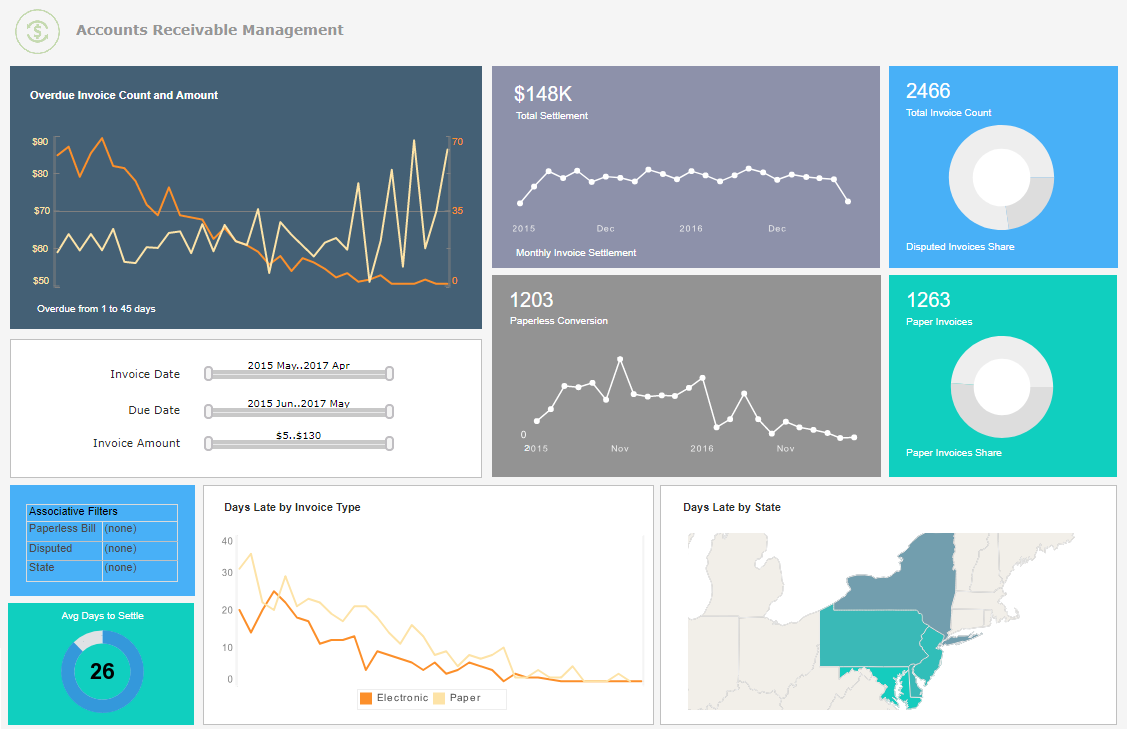 Accounts Receivable Management
Overdue Invoice Count and Amount
$90
$80
$70
$60
$50
70
35
0
Overdue from 1 to 45 days
$148K
Total Settlement
2015
Dec
2016
Dec
Monthly Invoice Settlement
2466
Total Invoice Count
Disputed Invoices Share
1203
Paperless Conversion
0
2
2015
Nov
2016
Nov
1263
Paper Invoices
Paper Invoices Share
Invoice Date
2015 May..2017 Apr
Due Date
2015 Jun..2017 May
Invoice Amount
$5..$130
Associative Filters
Paperless Bill (none)
Disputed (none)
State (none)
Avg Days to Settle
26
Days Late by Invoice Type
40
30
20
10
0
Electronic Paper
Days Late by State